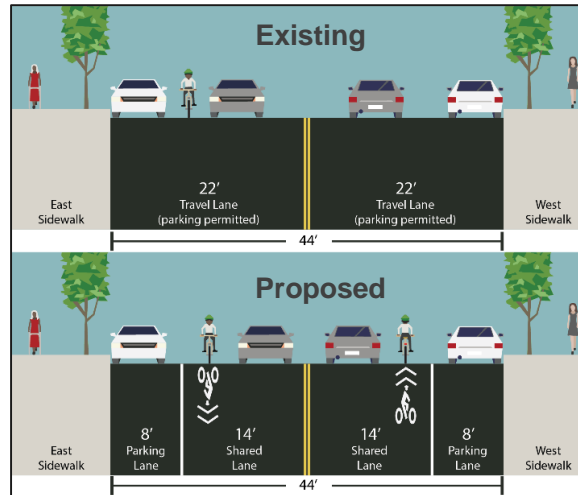 Existing
East
Sidewalk
22'
Travel Lane
(parking permitted)
22'
Travel Lane
(parking permitted)
West
Sidewalk
44'
Proposed
East
Sidewalk
8'
Parking
Lane
14'
Shared
Lane
14'
Shared
Lane
8'
Parking
Lane
West
Sidewalk
44'